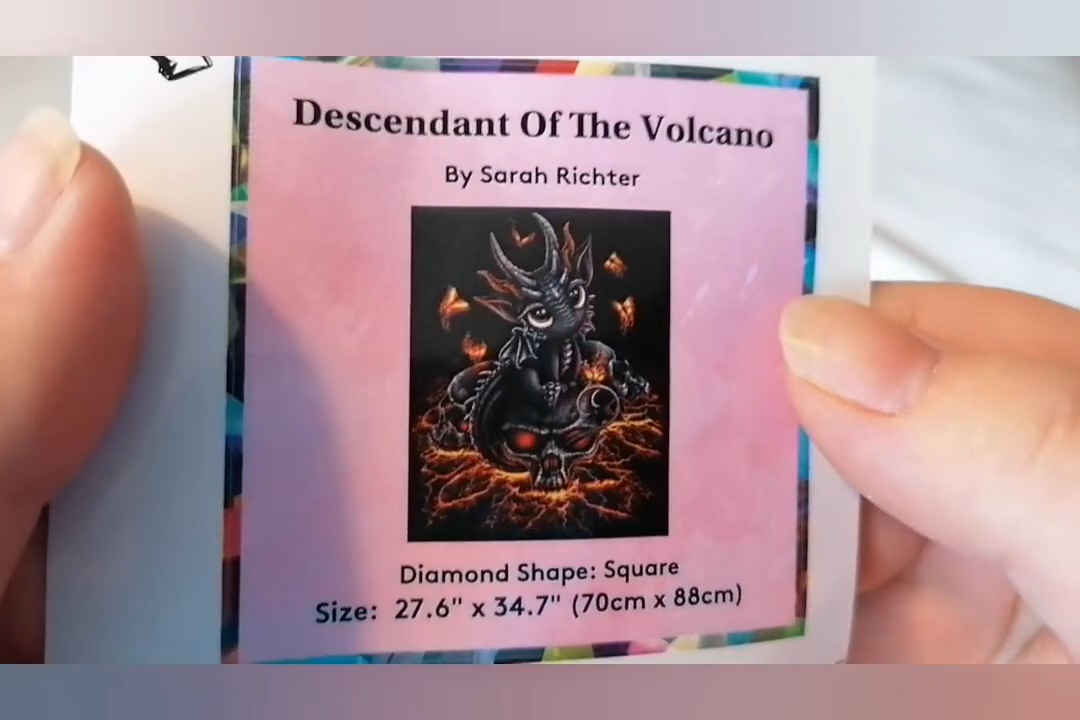 Descendant Of The Volcano
By Sarah Richter
Diamond Shape: Square
Size: 27.6" x 34.7" (70cm x 88cm)